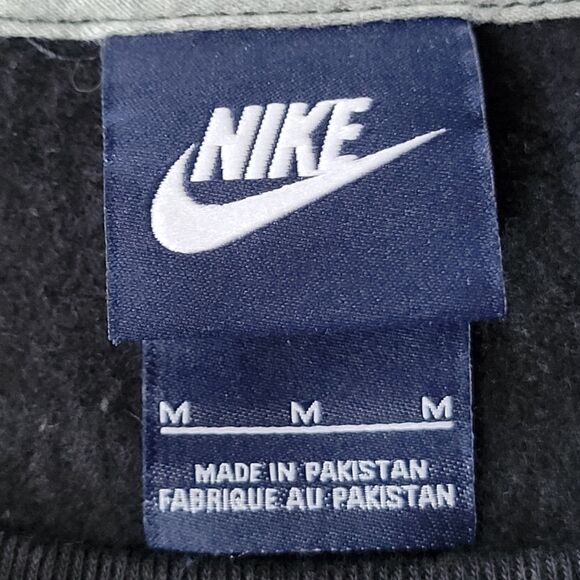 NIKE
M M M
MADE IN PAKISTAN
FABRIQUE AU PAKISTAN